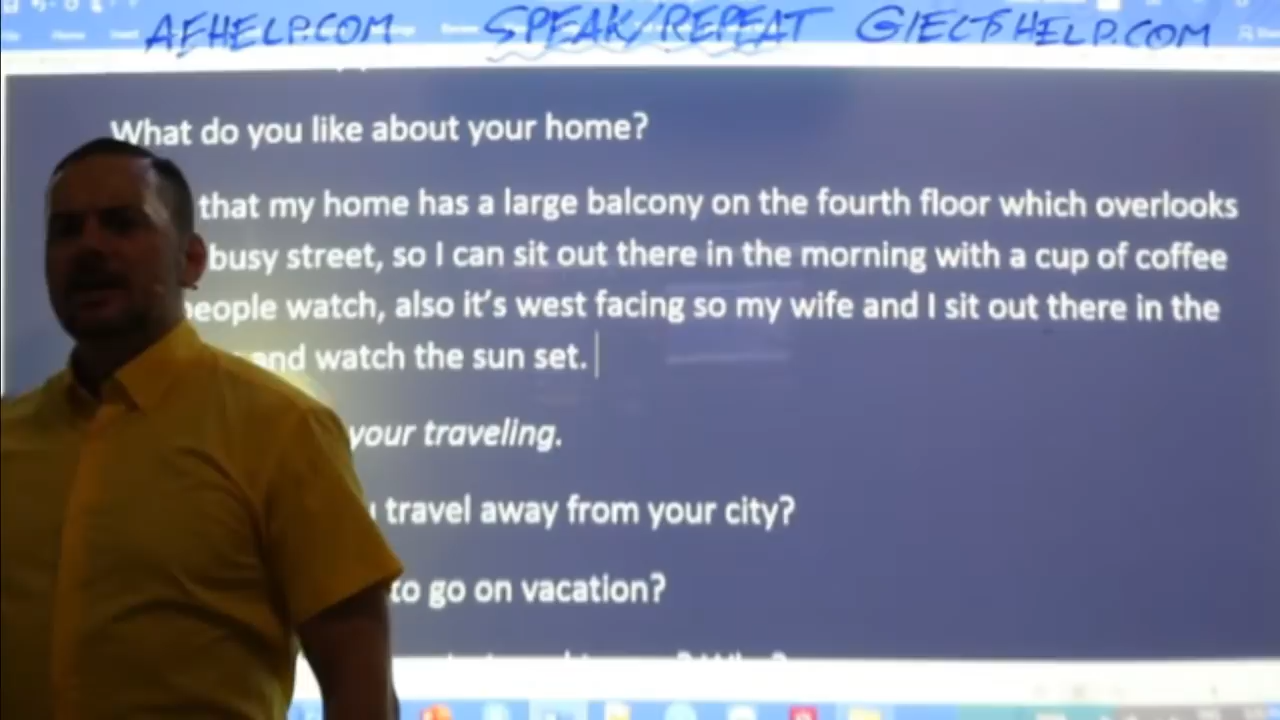 AEHELP.COM SPEAK/REPEAT GIELTSHELP.COM
What do you like about your home?
that my home has a large balcony on the fourth floor which overlooks
busy street, so I can sit out there in the morning with a cup of coffee
people watch, also it's west facing so my wife and I sit out there in the
and watch the sun set.
your traveling.
travel away from your city?
to go on vacation?